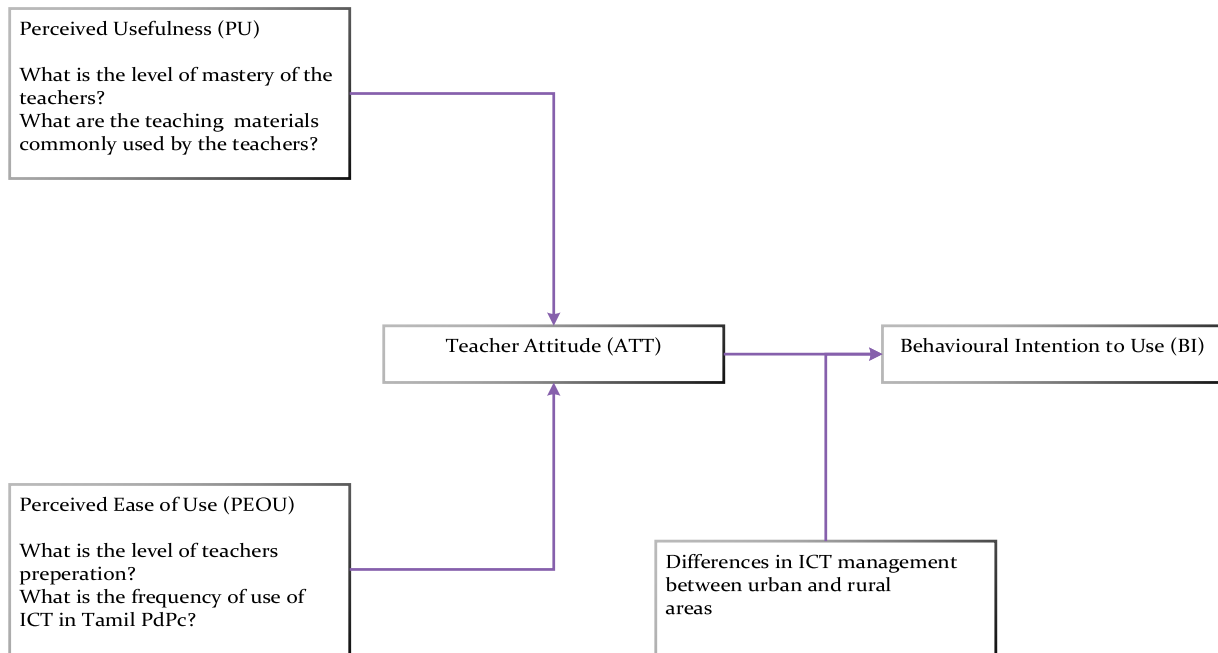 Perceived Usefulness (PU)
What is the level of mastery of the
teachers?
What are the teaching materials
commonly used by the teachers?
Teacher Attitude (ATT)
Behavioural Intention to Use (BI)
Perceived Ease of Use (PEOU)
What is the level of teachers
preperation?
What is the frequency of use of
ICT in Tamil PdPc?
Differences in ICT management
between urban and rural
areas